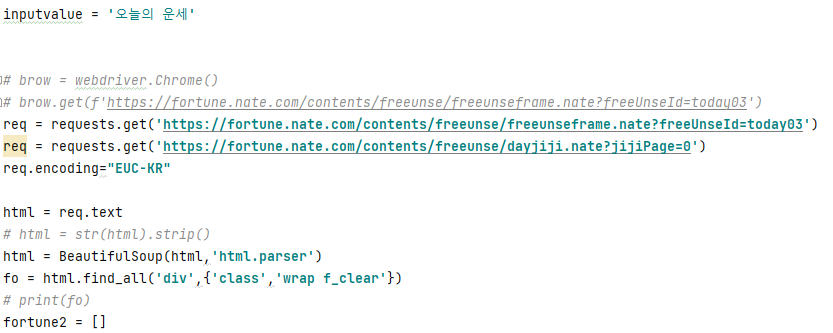 inputvalue = '오늘의 운세'
# brow = webdriver.Chrome()
# brow.get(f'https://fortune.nate.com/contents/freeunse/freeunseframe.nate?freeUnseId=today03')
req = requests.get('https://fortune.nate.com/contents/freeunse/freeunseframe.nate?freeUnseId=today03')
req = requests.get('https://fortune.nate.com/contents/freeunse/dayjiji.nate?jijiPage=0')
req.encoding="EUC-KR"
html = req.text
# html = str(html).strip()
html = BeautifulSoup(html,'html.parser')
fo = html.find_all('div',{'class','wrap f_clear'})
# print(fo)
fortune2 = []